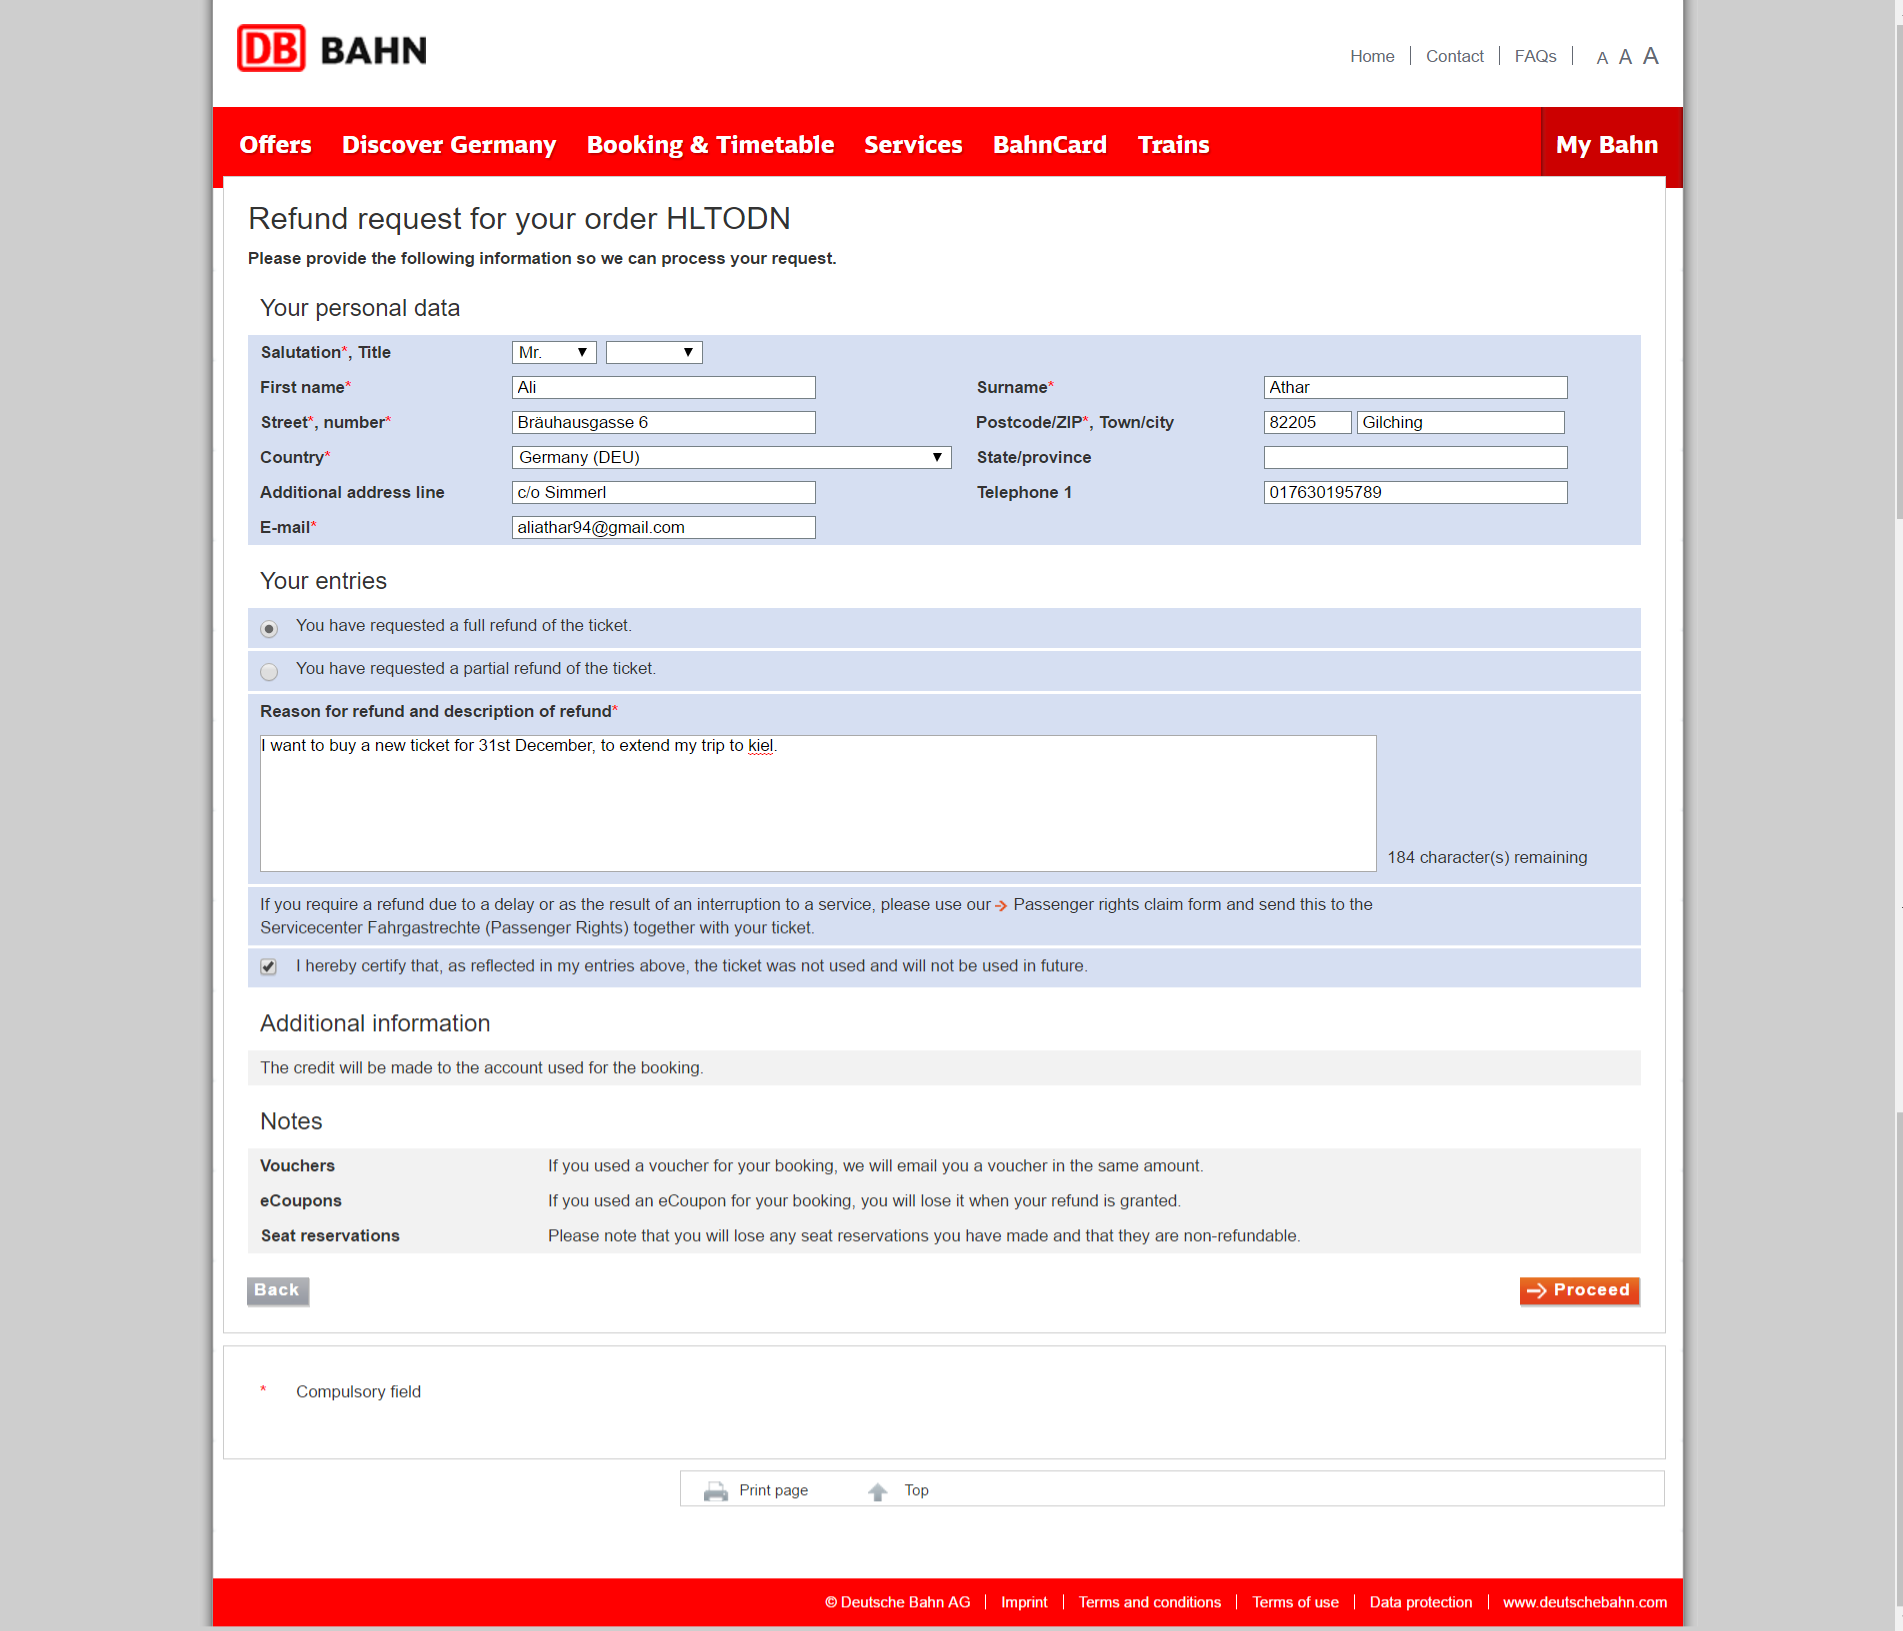 DB BAHN
Home Contact FAQs A A A
Offers Discover Germany Booking & Timetable Services BahnCard Trains My Bahn
Refund request for your order HLTODN
Please provide the following information so we can process your request.
Your personal data
Salutation*, Title Mr.
First name* Ali Surname* Athar
Street*, number* Bräuhausgasse 6 Postcode/ZIP*, Town/city 82205 Gilching
Country* Germany (DEU) State/province
Additional address line c/o Simmerl Telephone 1 017630195789
E-mail* aliathar94@gmail.com
Your entries
You have requested a full refund of the ticket.
You have requested a partial refund of the ticket.
Reason for refund and description of refund*
I want to buy a new ticket for 31st December, to extend my trip to kiel.
184 character(s) remaining
If you require a refund due to a delay or as the result of an interruption to a service, please use our Passenger rights claim form and send this to the
Servicecenter Fahrgastrechte (Passenger Rights) together with your ticket.
I hereby certify that, as reflected in my entries above, the ticket was not used and will not be used in future.
Additional information
The credit will be made to the account used for the booking.
Notes
Vouchers If you used a voucher for your booking, we will email you a voucher in the same amount.
eCoupons If you used an eCoupon for your booking, you will lose it when your refund is granted.
Seat reservations Please note that you will lose any seat reservations you have made and that they are non-refundable.
Back Proceed
* Compulsory field
Print page Top
© Deutsche Bahn AG Imprint Terms and conditions Terms of use Data protection www.deutschebahn.com